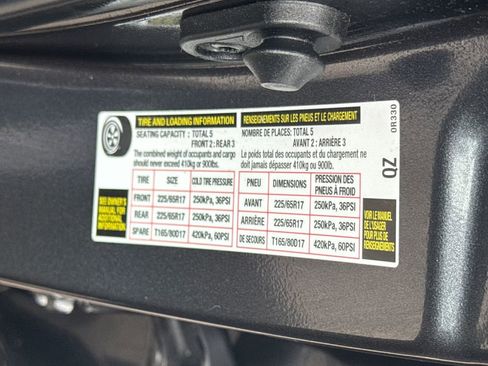 TIRE AND LOADING INFORMATION
SEATING CAPACITY : TOTAL 5
FRONT 2 : REAR 3
The combined weight of occupants and cargo
should never exceed 410kg or 900lbs.
TIRE SIZE COLD TIRE PRESSURE
FRONT 225/65R17 250kPa, 36PSI
REAR 225/65R17 250kPa, 36PSI
SPARE T165/80D17 420kPa, 60PSI
SEE OWNER'S
MANUAL FOR
ADDITIONAL
INFORMATION
RENSEIGNEMENTS SUR LES PNEUS ET LE CHARGEMENT
NOMBRE DE PLACES: TOTAL 5
AVANT 2 : ARRIÈRE 3
Le poids total des occupants et du chargement ne
doit jamais dépasser 410kg ou 900lb.
PNEU DIMENSIONS PRESSION DES
PNEUS À FROID
AVANT 225/65R17 250kPa, 36PSI
ARRIÈRE 225/65R17 250kPa, 36PSI
DE SECOURS T165/80D17 420kPa, 60PSI
VOIR LE MANUEL
DE L'USAGER
POUR PLUS DE
RENSEIGNEMENTS
QZ
0R330